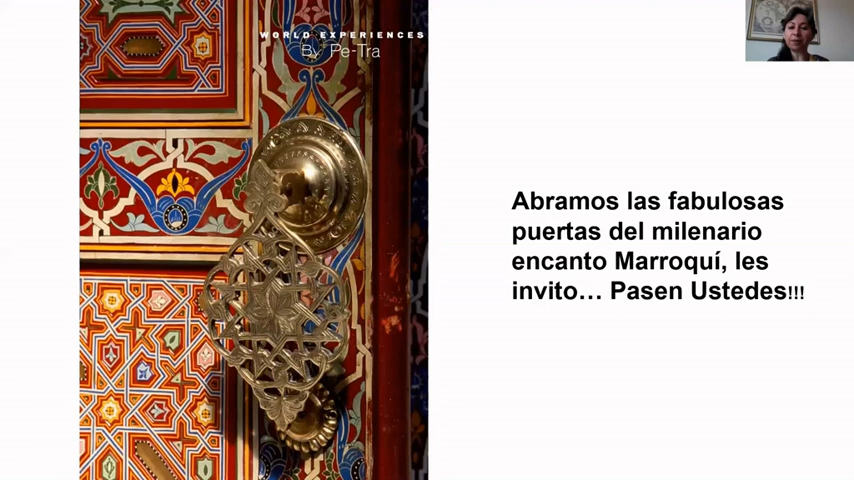 WORLD EXPERIENCES
By Pe-Tra
Abramos las fabulosas
puertas del milenario
encanto Marroquí, les
invito… Pasen Ustedes!!!